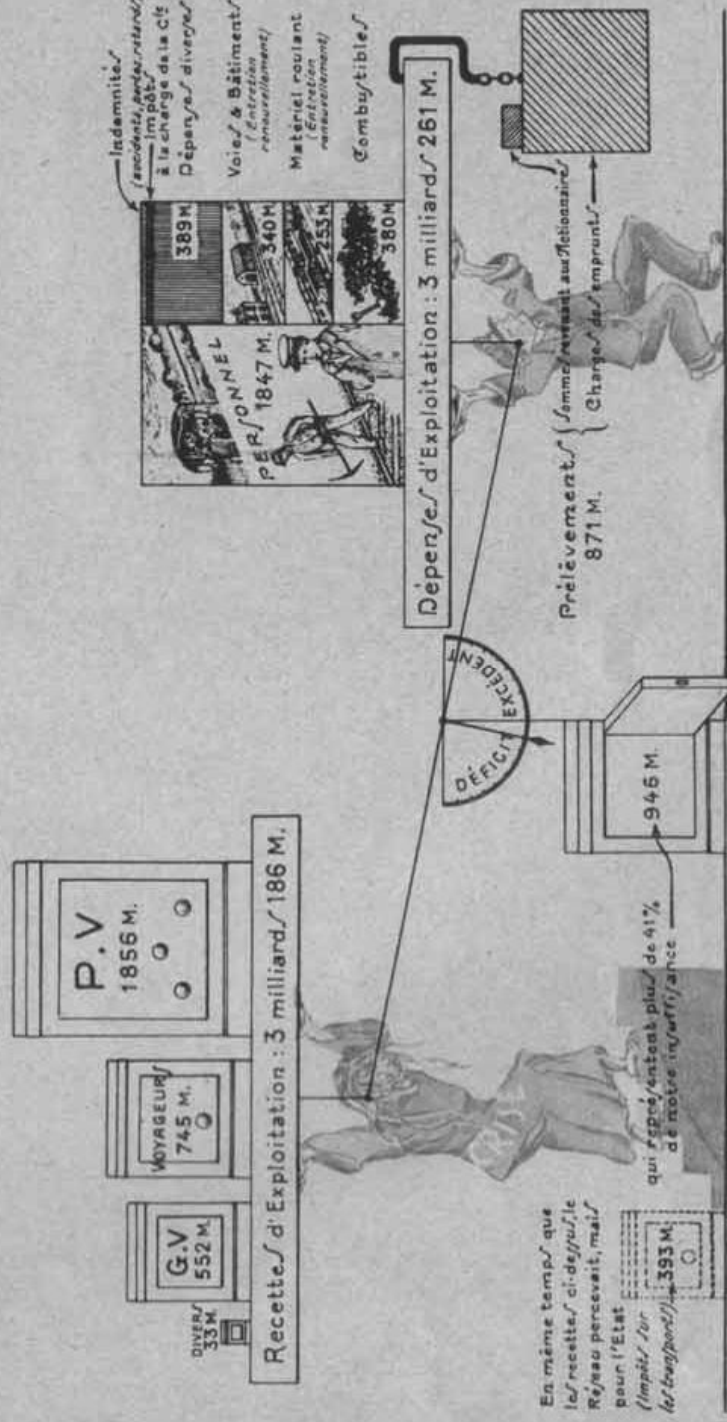 P.V
1856 M.
VOYAGEURS
745 M.
G.V
552 M.
DIVERS
33 M.
Recettes d'Exploitation : 3 milliards 186 M.
Indemnités
(accidents, pertes, retards)
Impôts
à la charge de la Cie
Dépenses diverses
389 M.
Voies & Bâtiments
(Entretien
renouvellement)
340 M.
Matériel roulant
(Entretien
renouvellement)
253 M.
Combustibles
380 M.
PERSONNEL
1847 M.
Dépenses d'Exploitation : 3 milliards 261 M.
DÉFICIT EXCÉDENT
Prélèvements
871 M.
Sommes revenant aux Actionnaires
Charges des emprunts
946 M.
En même temps que
les recettes ci-dessus, le
Réseau percevait, mais
pour l'Etat
(Impôts sur
les transports)
393 M.
qui représentent plus de 41%
de notre insuffisance